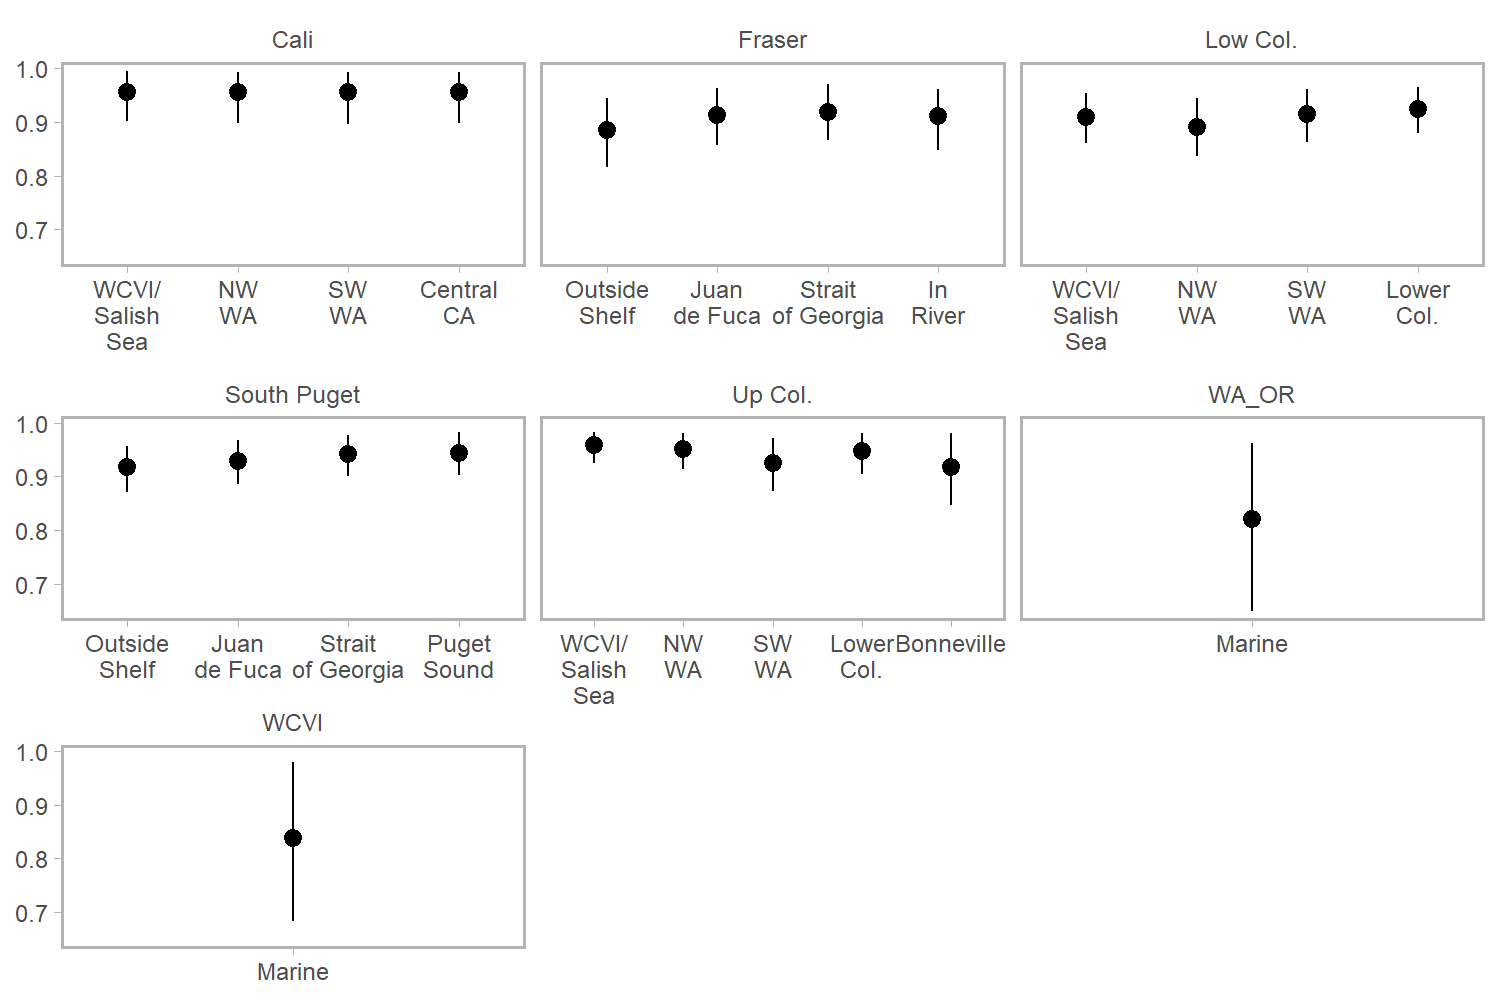 Cali
Fraser
Low Col.
1.0
0.9
0.8
0.7
WCVI/
Salish
Sea
NW
WA
SW
WA
Central
CA
Outside
Shelf
Juan
de Fuca
Strait
of Georgia
In
River
WCVI/
Salish
Sea
NW
WA
SW
WA
Lower
Col.
South Puget
Up Col.
WA_OR
1.0
0.9
0.8
0.7
Outside
Shelf
Juan
de Fuca
Strait
of Georgia
Puget
Sound
WCVI/
Salish
Sea
NW
WA
SW
WA
Lower
Col.
Bonneville
Marine
WCVI
1.0
0.9
0.8
0.7
Marine